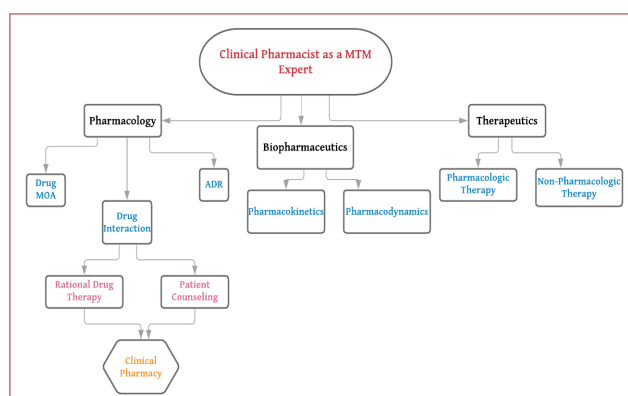 Clinical Pharmacist as a MTM
Expert
Pharmacology
Biopharmaceutics
Therapeutics
Drug
MOA
Drug
Interaction
ADR
Pharmacokinetics
Pharmacodynamics
Pharmacologic
Therapy
Non-Pharmacologic
Therapy
Rational Drug
Therapy
Patient
Counseling
Clinical
Pharmacy